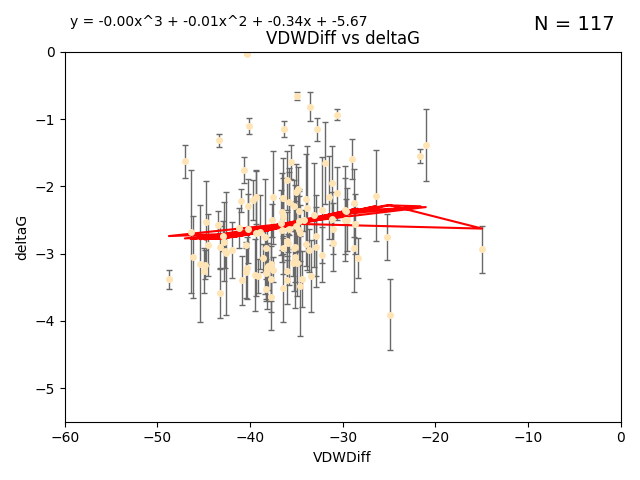 y = -0.00x^3 + -0.01x^2 + -0.34x + -5.67
N = 117
VDWDiff vs deltaG
0
−1
−2
−3
−4
−5
deltaG
−60
−50
−40
−30
−20
−10
0
VDWDiff